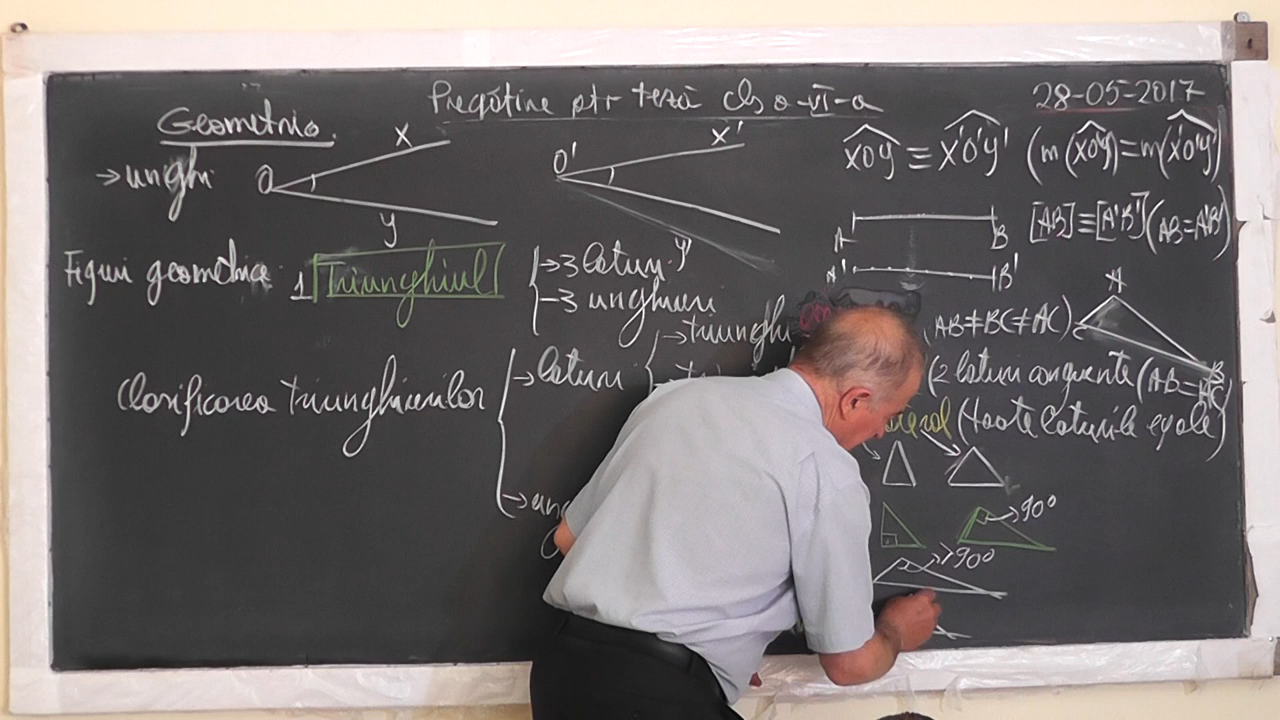 Pregătire ptr teză cls a-VI-a
28-05-2017
Geometrie.
→ unghi
O X Y
O' X' Y'
XOY ≡ X'O'Y' (m(XOY)=m(X'O'Y')
A B
[AB]≡[A'B'] (AB=A'B')
A' B'
Figuri geometrice 1 Triunghiul
→3 laturi
-3 unghiuri
Clasificarea triunghiurilor
→laturi
→triunghi
AB≠BC≠AC)
A
B
(2 laturi congruente (AB=AC
(toate laturile egale)
→90°
>90°